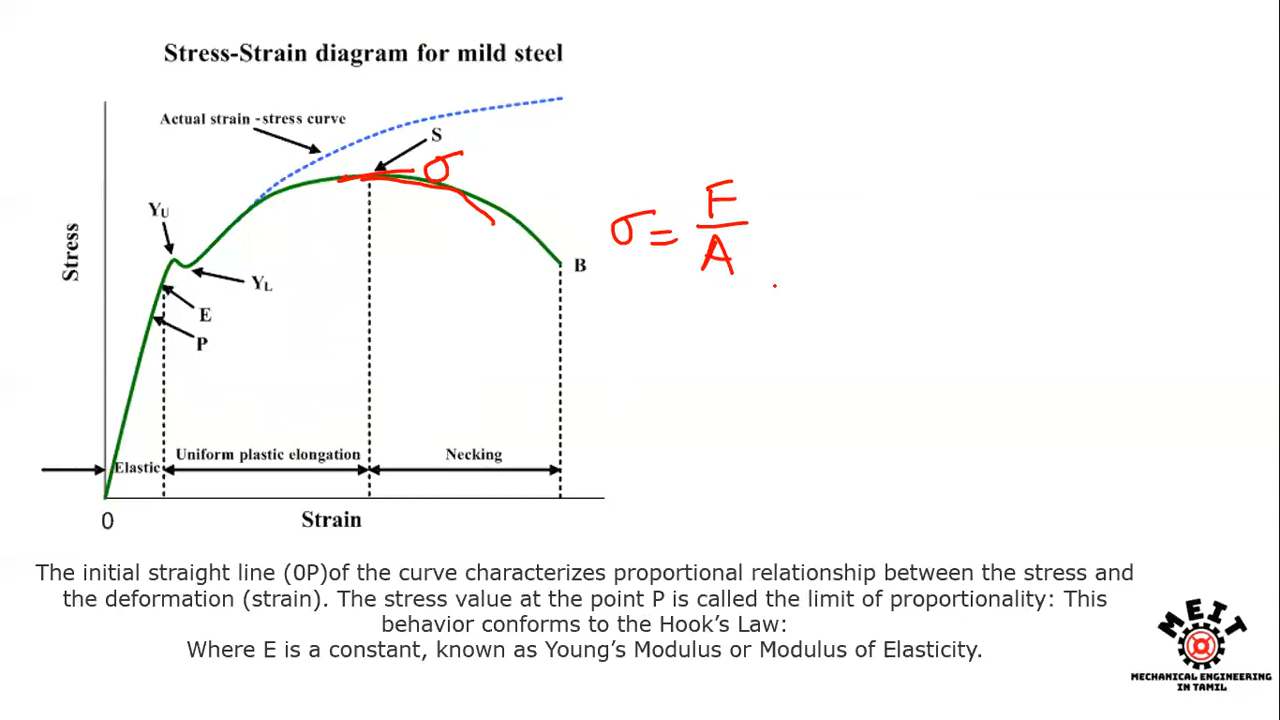 Stress-Strain diagram for mild steel
Actual strain -stress curve
S
σ
Y_U
σ = F/A
Stress
B
Y_L
E
P
Uniform plastic elongation
Necking
Elastic
0
Strain
The initial straight line (0P)of the curve characterizes proportional relationship between the stress and
the deformation (strain). The stress value at the point P is called the limit of proportionality: This
behavior conforms to the Hook’s Law:
Where E is a constant, known as Young’s Modulus or Modulus of Elasticity.
MEIT
MECHANICAL ENGINEERING
IN TAMIL